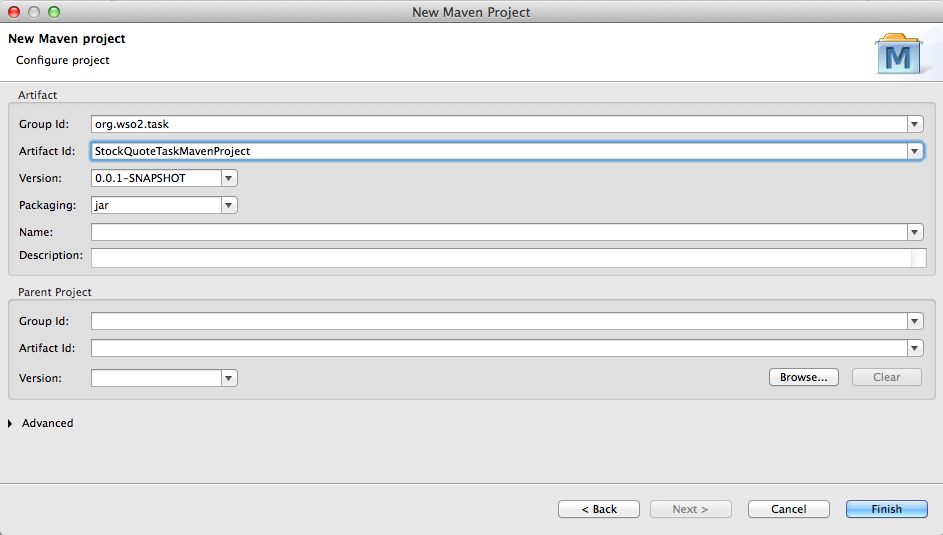 New Maven Project
New Maven project
Configure project
M
Artifact
Group Id: org.wso2.task
Artifact Id: StockQuoteTaskMavenProject
Version: 0.0.1-SNAPSHOT
Packaging: jar
Name:
Description:
Parent Project
Group Id:
Artifact Id:
Version: Browse... Clear
Advanced
< Back Next > Cancel Finish